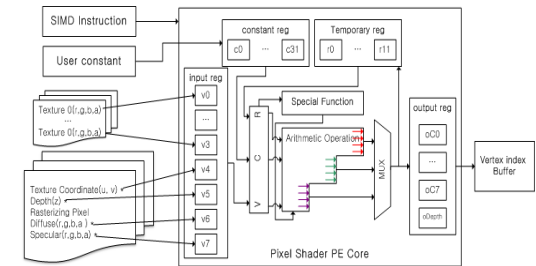 SIMD Instruction
User constant
constant reg
c0 ... c31
Temporary reg
r0 ... r11
input reg
v0
...
v3
v4
v5
v6
v7
Texture 0(r,g,b,a)
...
Texture 0(r,g,b,a)
Texture Coordinate(u, v)
Depth(z)
Rasterizing Pixel
Diffuse(r,g,b,a )
Specular(r,g,b,a)
R
C
V
Special Function
Arithmetic Operation
MUX
output reg
oC0
...
oC7
oDepth
Vertex index
Buffer
Pixel Shader PE Core